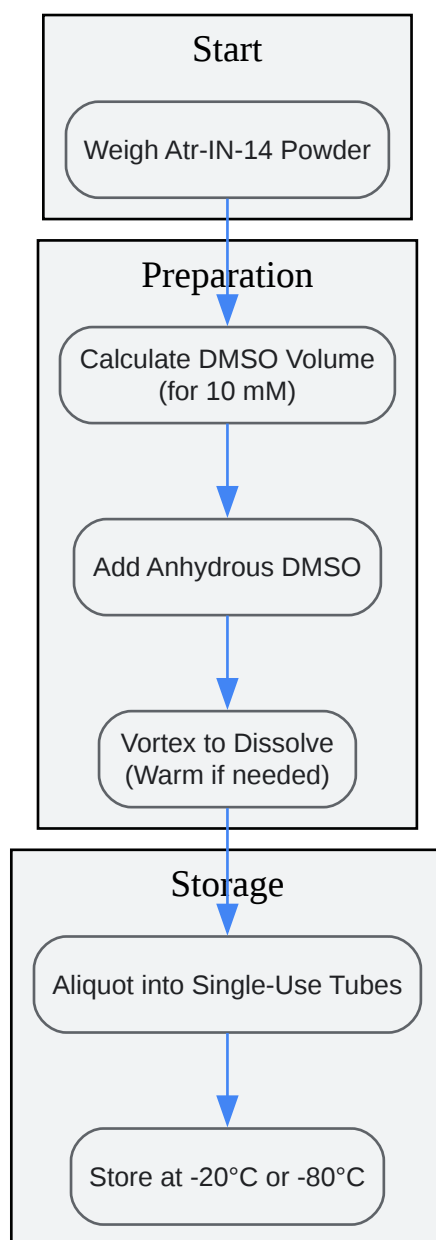 Start
Weigh Atr-IN-14 Powder
Preparation
Calculate DMSO Volume
(for 10 mM)
Add Anhydrous DMSO
Vortex to Dissolve
(Warm if needed)
Storage
Aliquot into Single-Use Tubes
Store at -20°C or -80°C